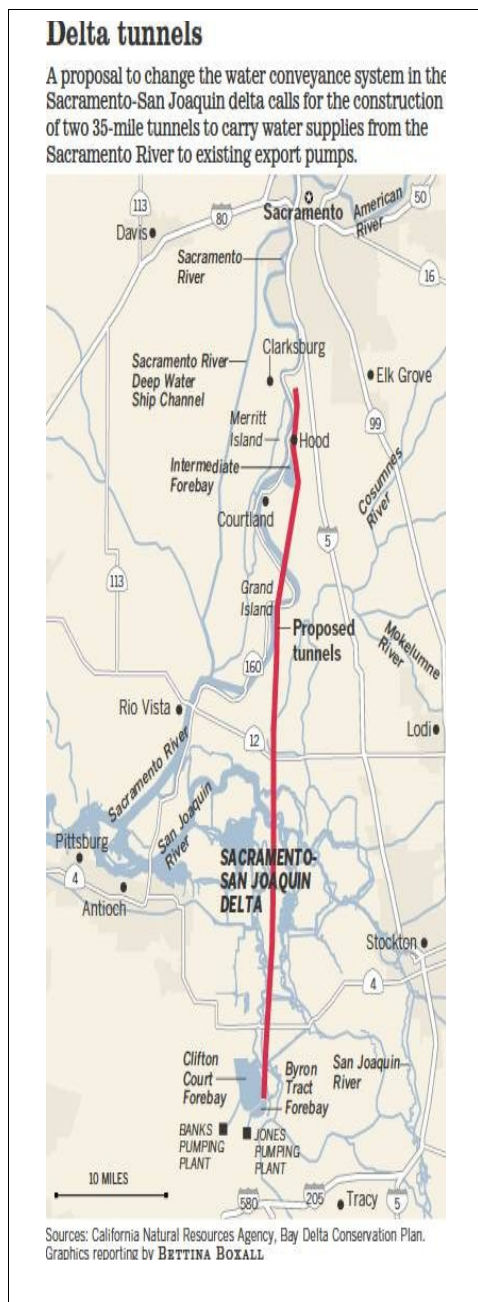 Delta tunnels
A proposal to change the water conveyance system in the
Sacramento-San Joaquin delta calls for the construction
of two 35-mile tunnels to carry water supplies from the
Sacramento River to existing export pumps.
113
80
Sacramento
American
River
50
Davis
Sacramento
River
16
Clarksburg
Sacramento River
Deep Water
Ship Channel
Elk Grove
Merritt
Island
Hood
99
Intermediate
Forebay
Cosumnes
River
Courtland
5
113
Grand
Island
Proposed
tunnels
Mokelumne
River
160
Rio Vista
12
Lodi
Sacramento River
San Joaquin
River
Pittsburg
4
Antioch
SACRAMENTO-
SAN JOAQUIN
DELTA
Stockton
4
Clifton
Court
Forebay
Byron
Tract
Forebay
San Joaquin
River
BANKS
PUMPING
PLANT
JONES
PUMPING
PLANT
10 MILES
580
205
Tracy
5
Sources: California Natural Resources Agency, Bay Delta Conservation Plan.
Graphics reporting by BETTINA BOXALL